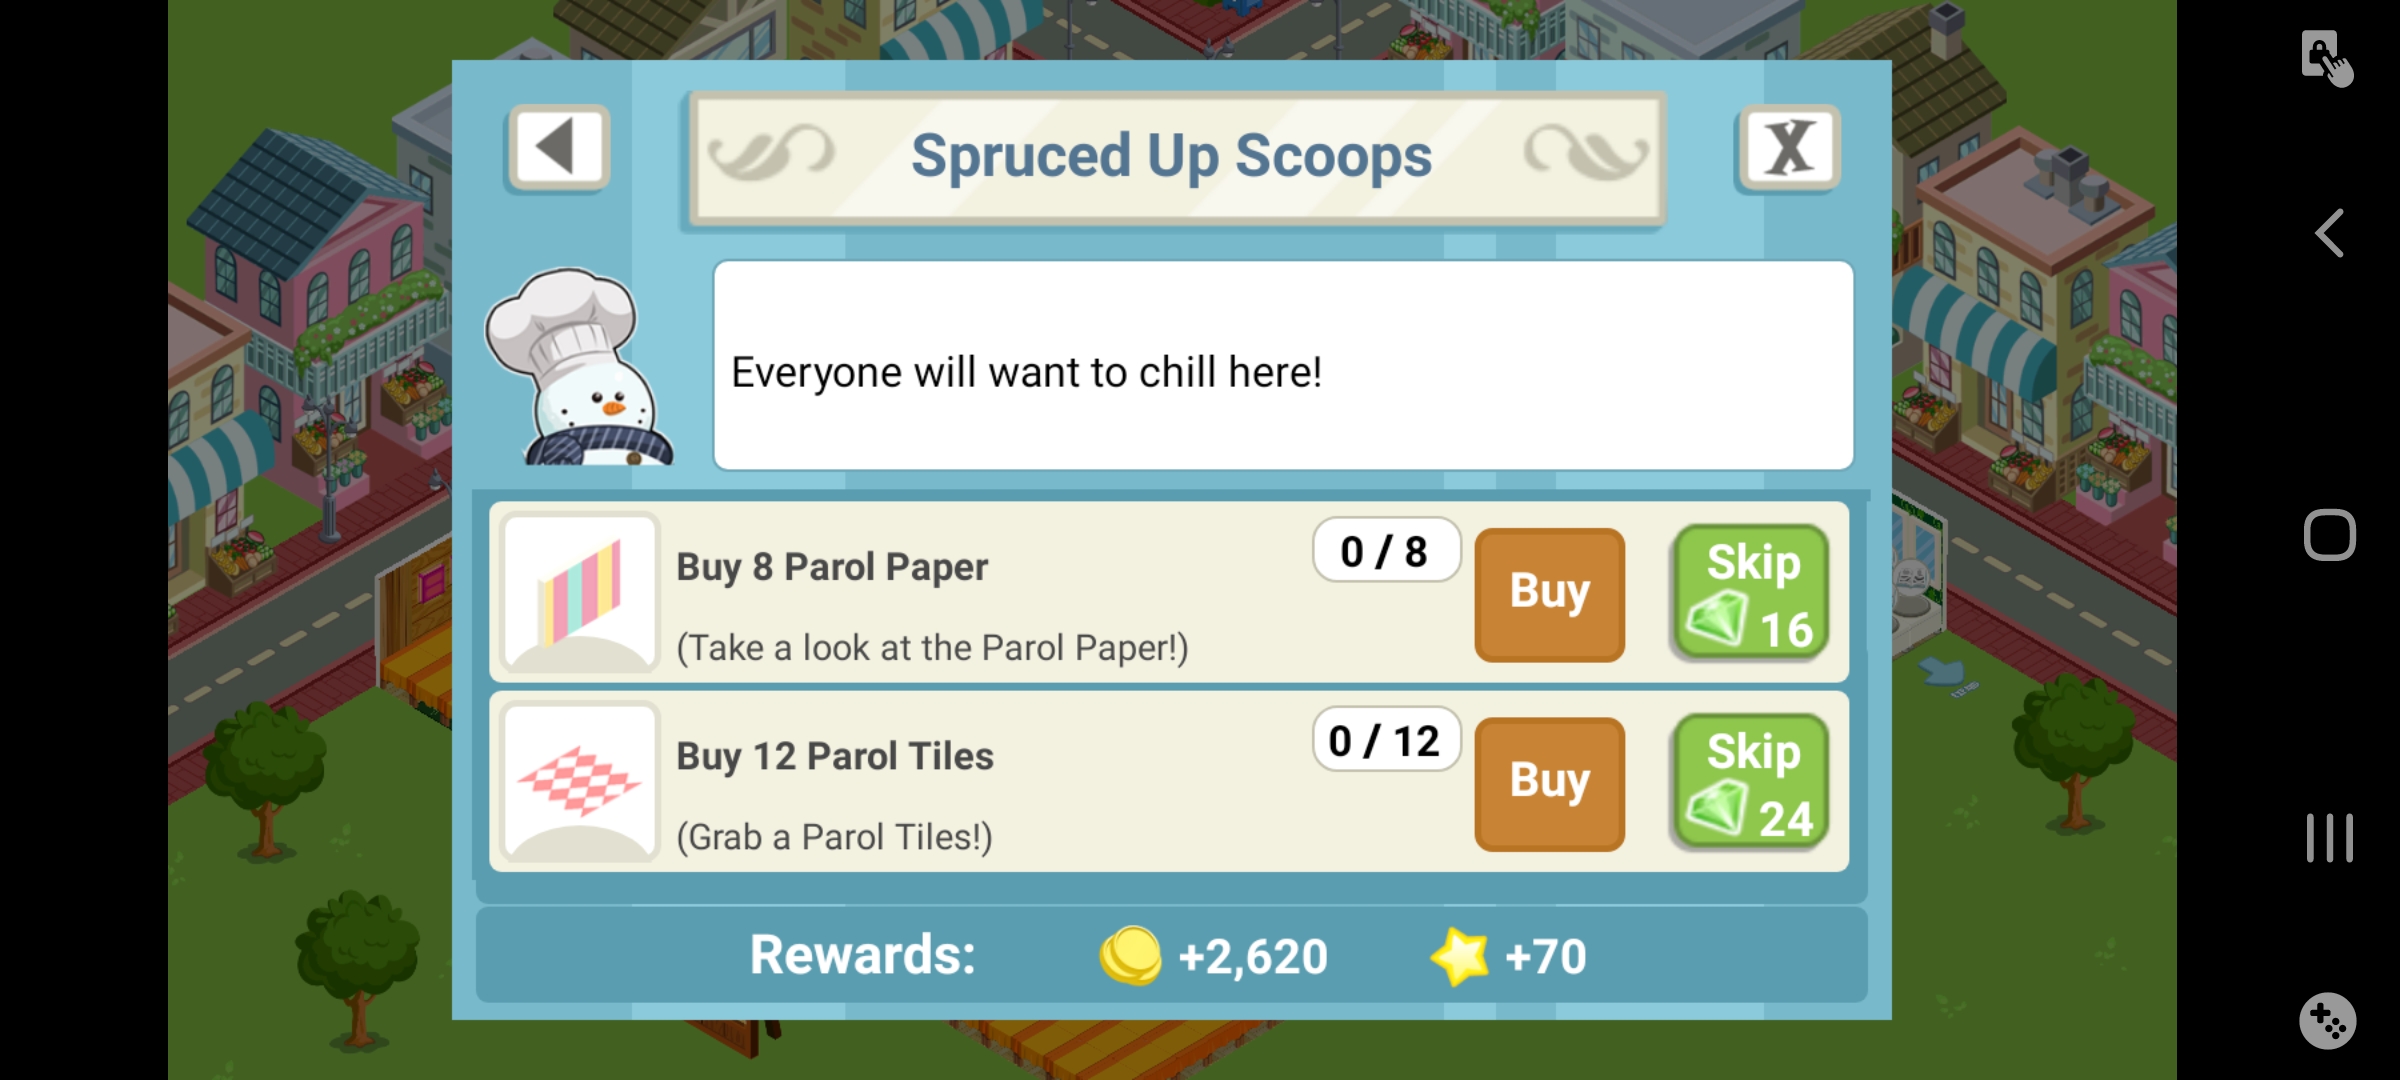 Spruced Up Scoops
X
Everyone will want to chill here!
Buy 8 Parol Paper
0 / 8
Buy
Skip
16
(Take a look at the Parol Paper!)
Buy 12 Parol Tiles
0 / 12
Buy
Skip
24
(Grab a Parol Tiles!)
Rewards: +2,620 +70